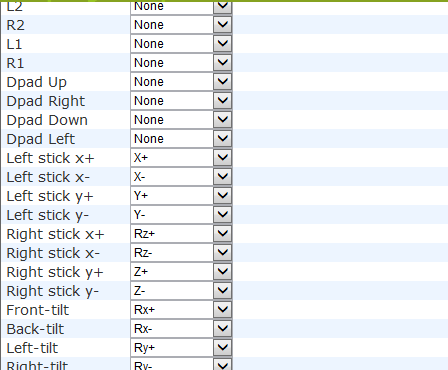 L2 None
R2 None
L1 None
R1 None
Dpad Up None
Dpad Right None
Dpad Down None
Dpad Left None
Left stick x+ X+
Left stick x- X-
Left stick y+ Y+
Left stick y- Y-
Right stick x+ Rz+
Right stick x- Rz-
Right stick y+ Z+
Right stick y- Z-
Front-tilt Rx+
Back-tilt Rx-
Left-tilt Ry+
Right-tilt Ry-